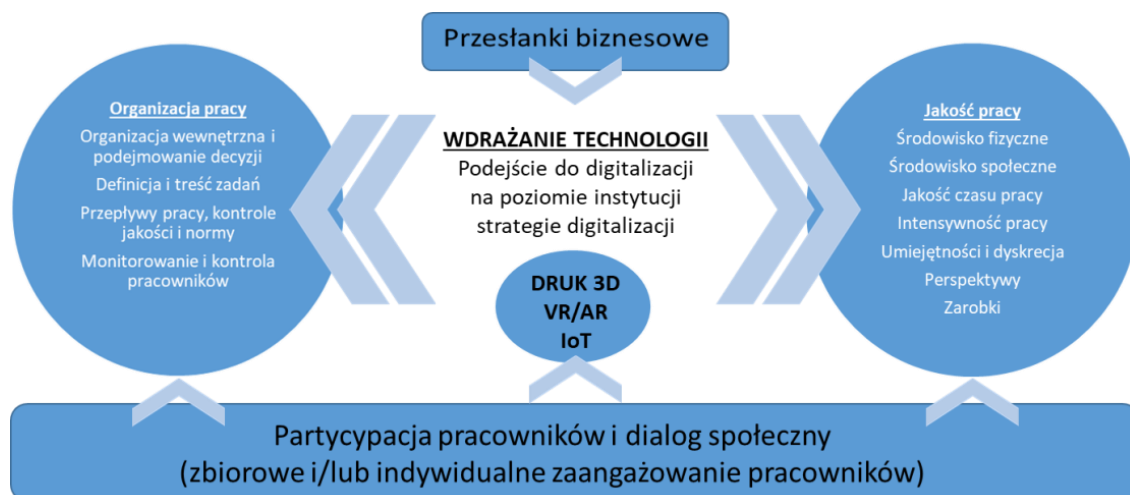 Przesłanki biznesowe
Organizacja pracy
Organizacja wewnętrzna i
podejmowanie decyzji
Definicja i treść zadań
Przepływy pracy, kontrole
jakości i normy
Monitorowanie i kontrola
pracowników
WDRAŻANIE TECHNOLOGII
Podejście do digitalizacji
na poziomie instytucji
strategie digitalizacji
DRUK 3D
VR/AR
IoT
Jakość pracy
Środowisko fizyczne
Środowisko społeczne
Jakość czasu pracy
Intensywność pracy
Umiejętności i dyskrecja
Perspektywy
Zarobki
Partycypacja pracowników i dialog społeczny
(zbiorowe i/lub indywidualne zaangażowanie pracowników)